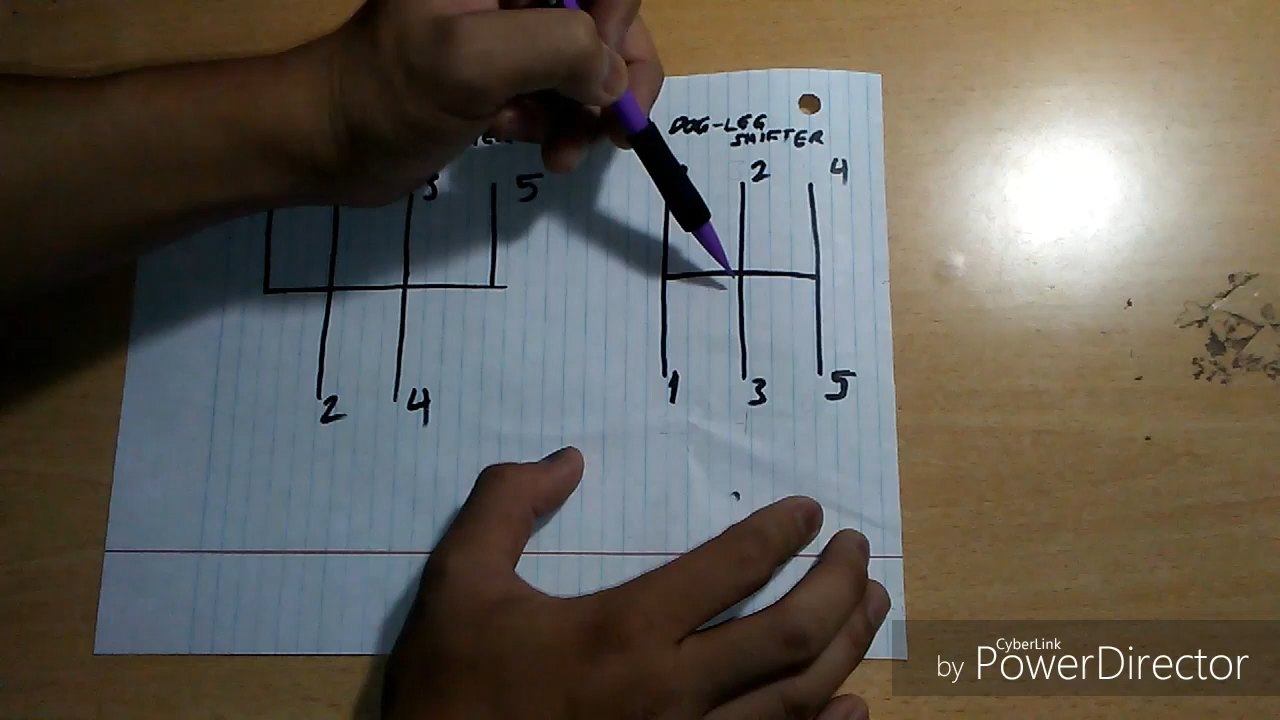 DOG-LEG
SHIFTER
3 5
2 4
2 4
1 3 5
CyberLink
by PowerDirector